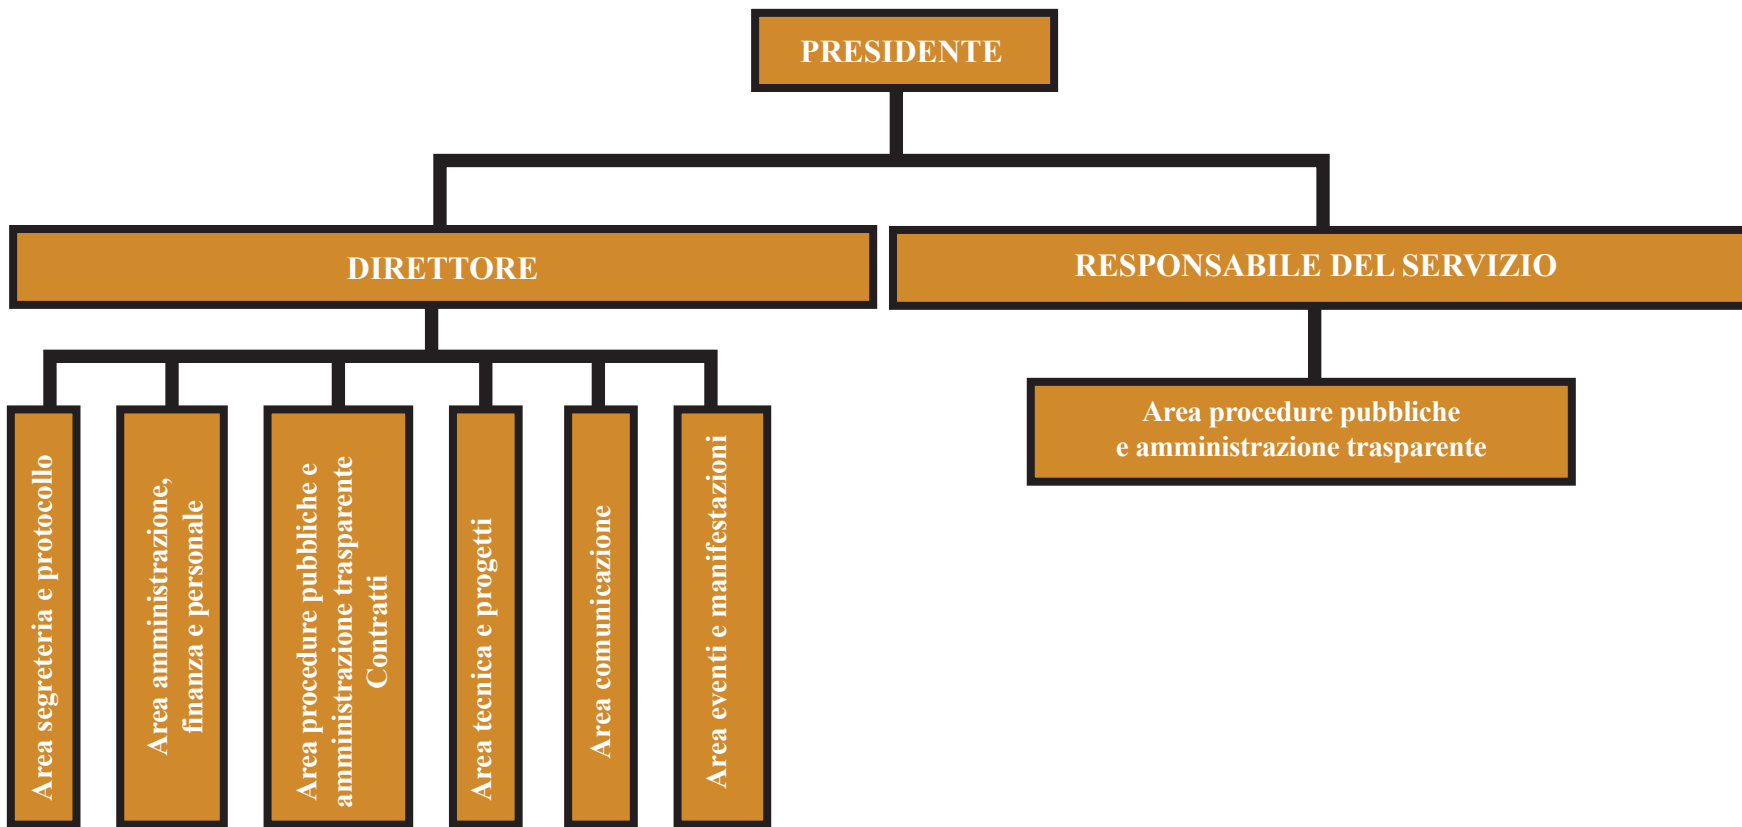 PRESIDENTE
DIRETTORE
RESPONSABILE DEL SERVIZIO
Area segreteria e protocollo
Area amministrazione,
finanza e personale
Area procedure pubbliche e
amministrazione trasparente
Contratti
Area tecnica e progetti
Area comunicazione
Area eventi e manifestazioni
Area procedure pubbliche
e amministrazione trasparente